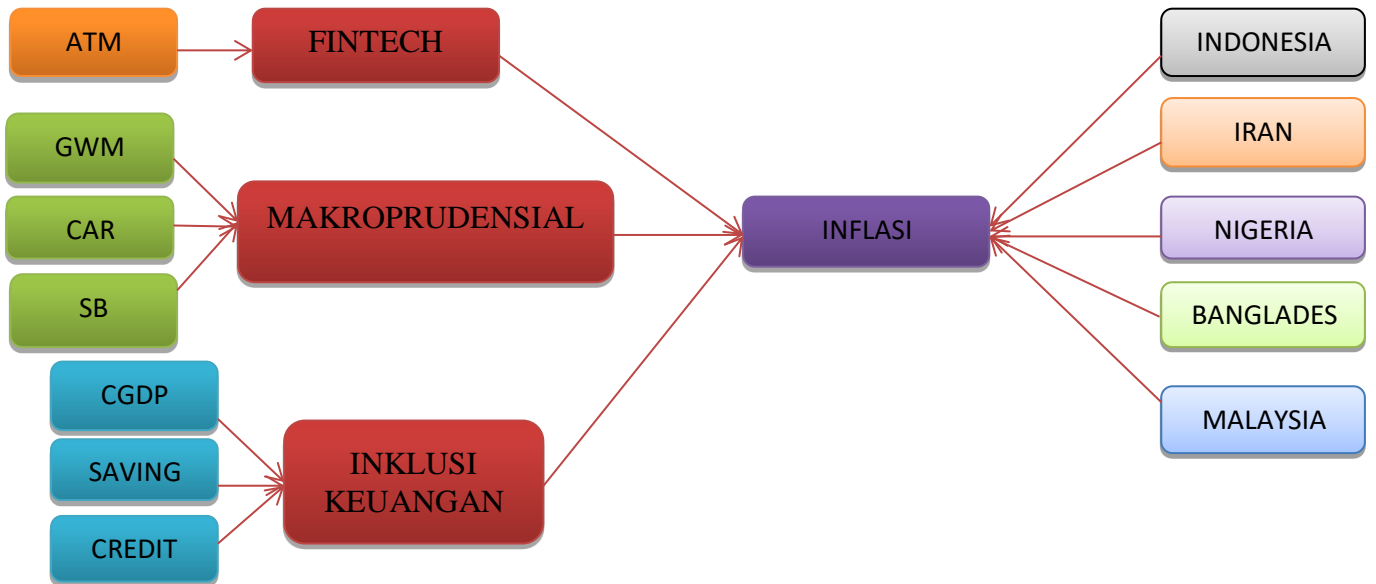 ATM
FINTECH
GWM
CAR
SB
MAKROPRUDENSIAL
CGDP
SAVING
CREDIT
INKLUSI
KEUANGAN
INFLASI
INDONESIA
IRAN
NIGERIA
BANGLADES
MALAYSIA